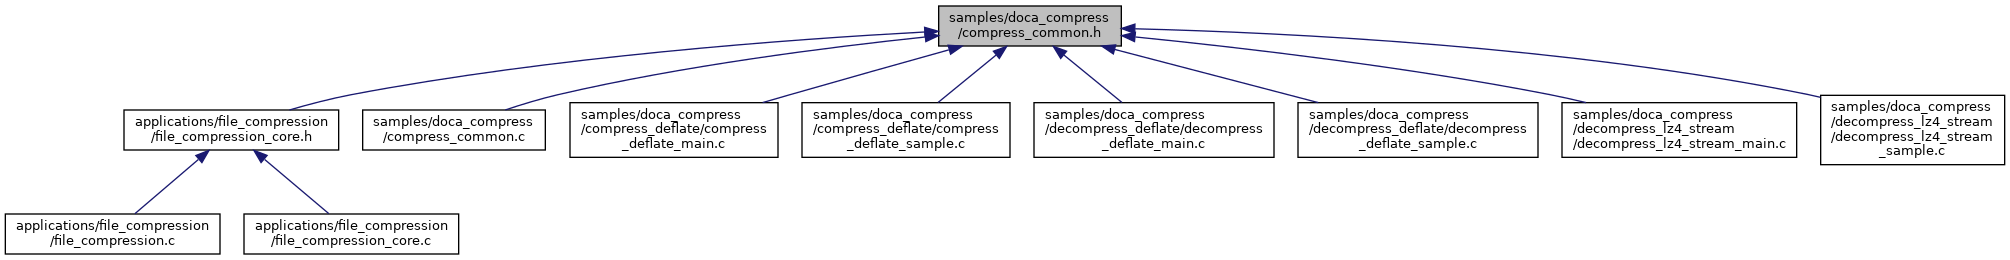 samples/doca_compress
/compress_common.h
applications/file_compression
/file_compression_core.h
samples/doca_compress
/compress_common.c
samples/doca_compress
/compress_deflate/compress
_deflate_main.c
samples/doca_compress
/compress_deflate/compress
_deflate_sample.c
samples/doca_compress
/decompress_deflate/decompress
_deflate_main.c
samples/doca_compress
/decompress_deflate/decompress
_deflate_sample.c
samples/doca_compress
/decompress_lz4_stream
/decompress_lz4_stream_main.c
samples/doca_compress
/decompress_lz4_stream
/decompress_lz4_stream
_sample.c
applications/file_compression
/file_compression.c
applications/file_compression
/file_compression_core.c